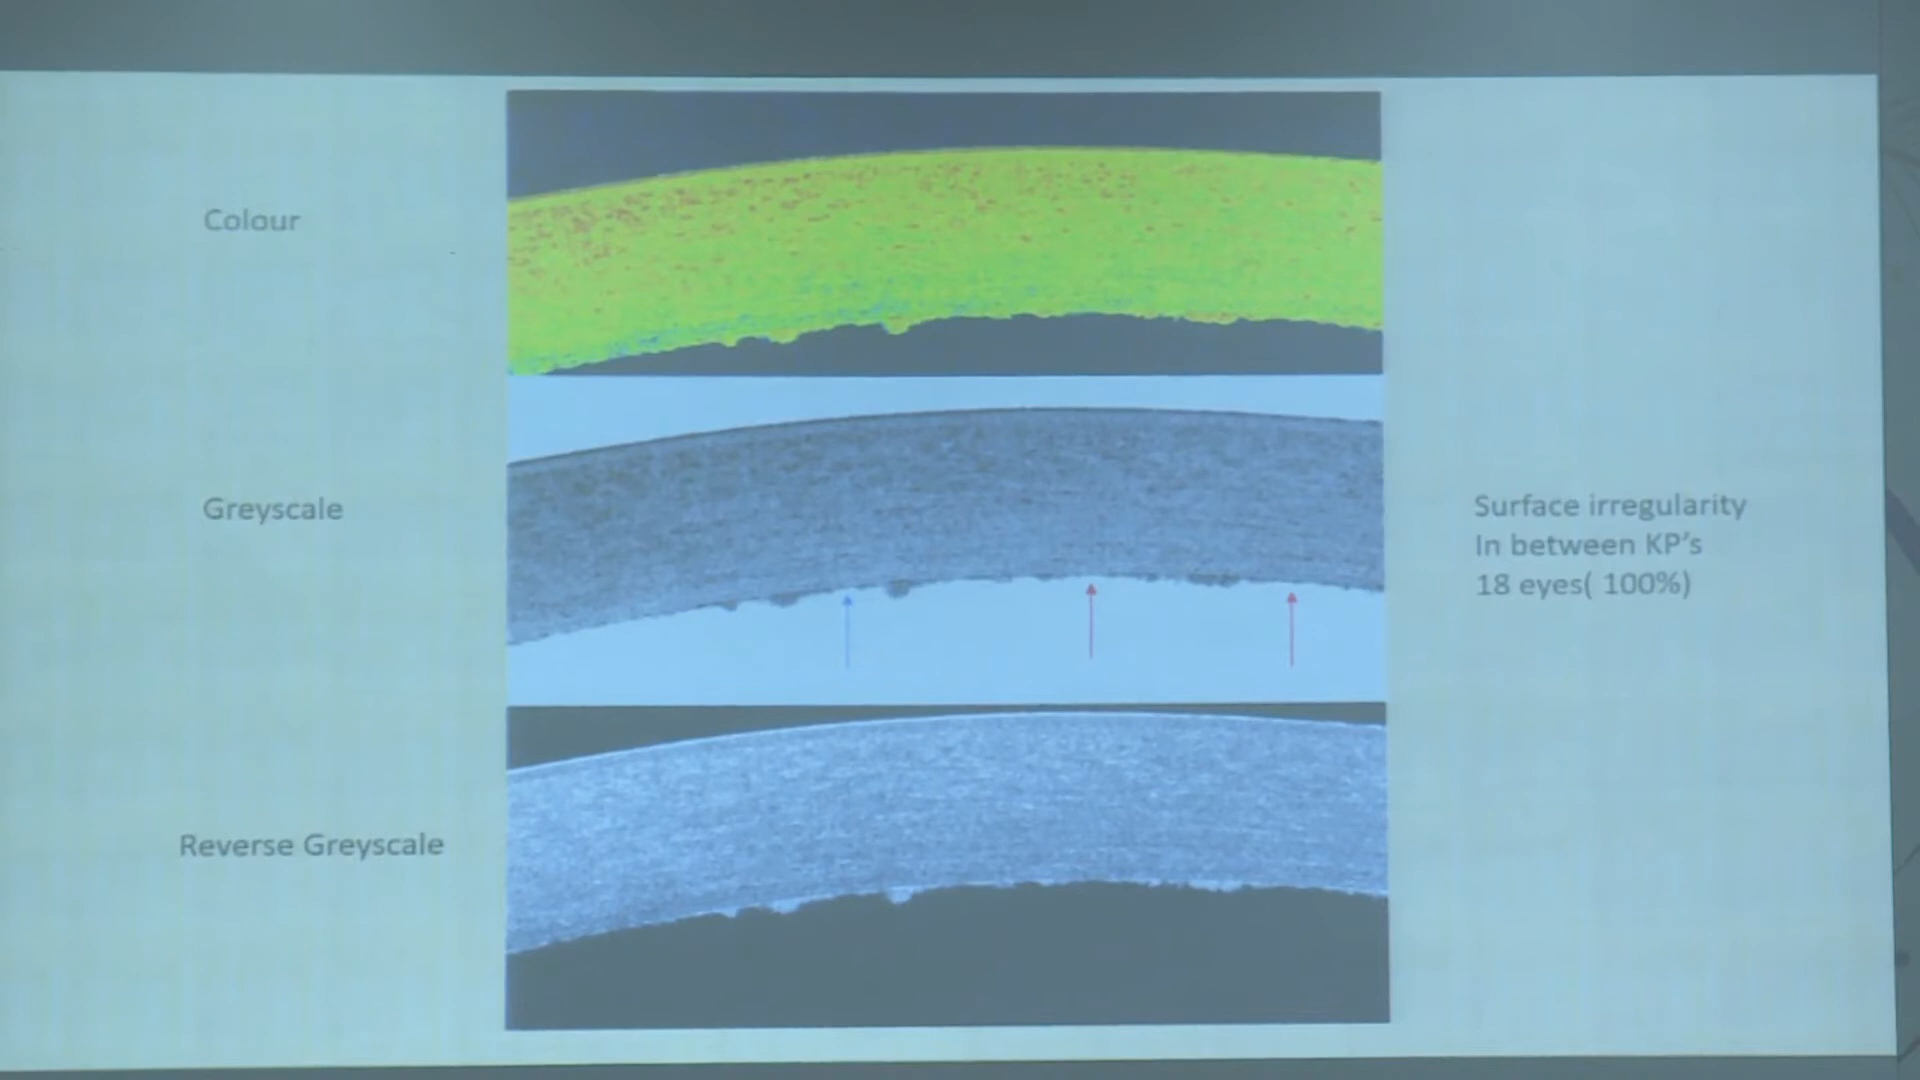 Colour
Greyscale
Surface irregularity
In between KP's
18 eyes( 100%)
Reverse Greyscale